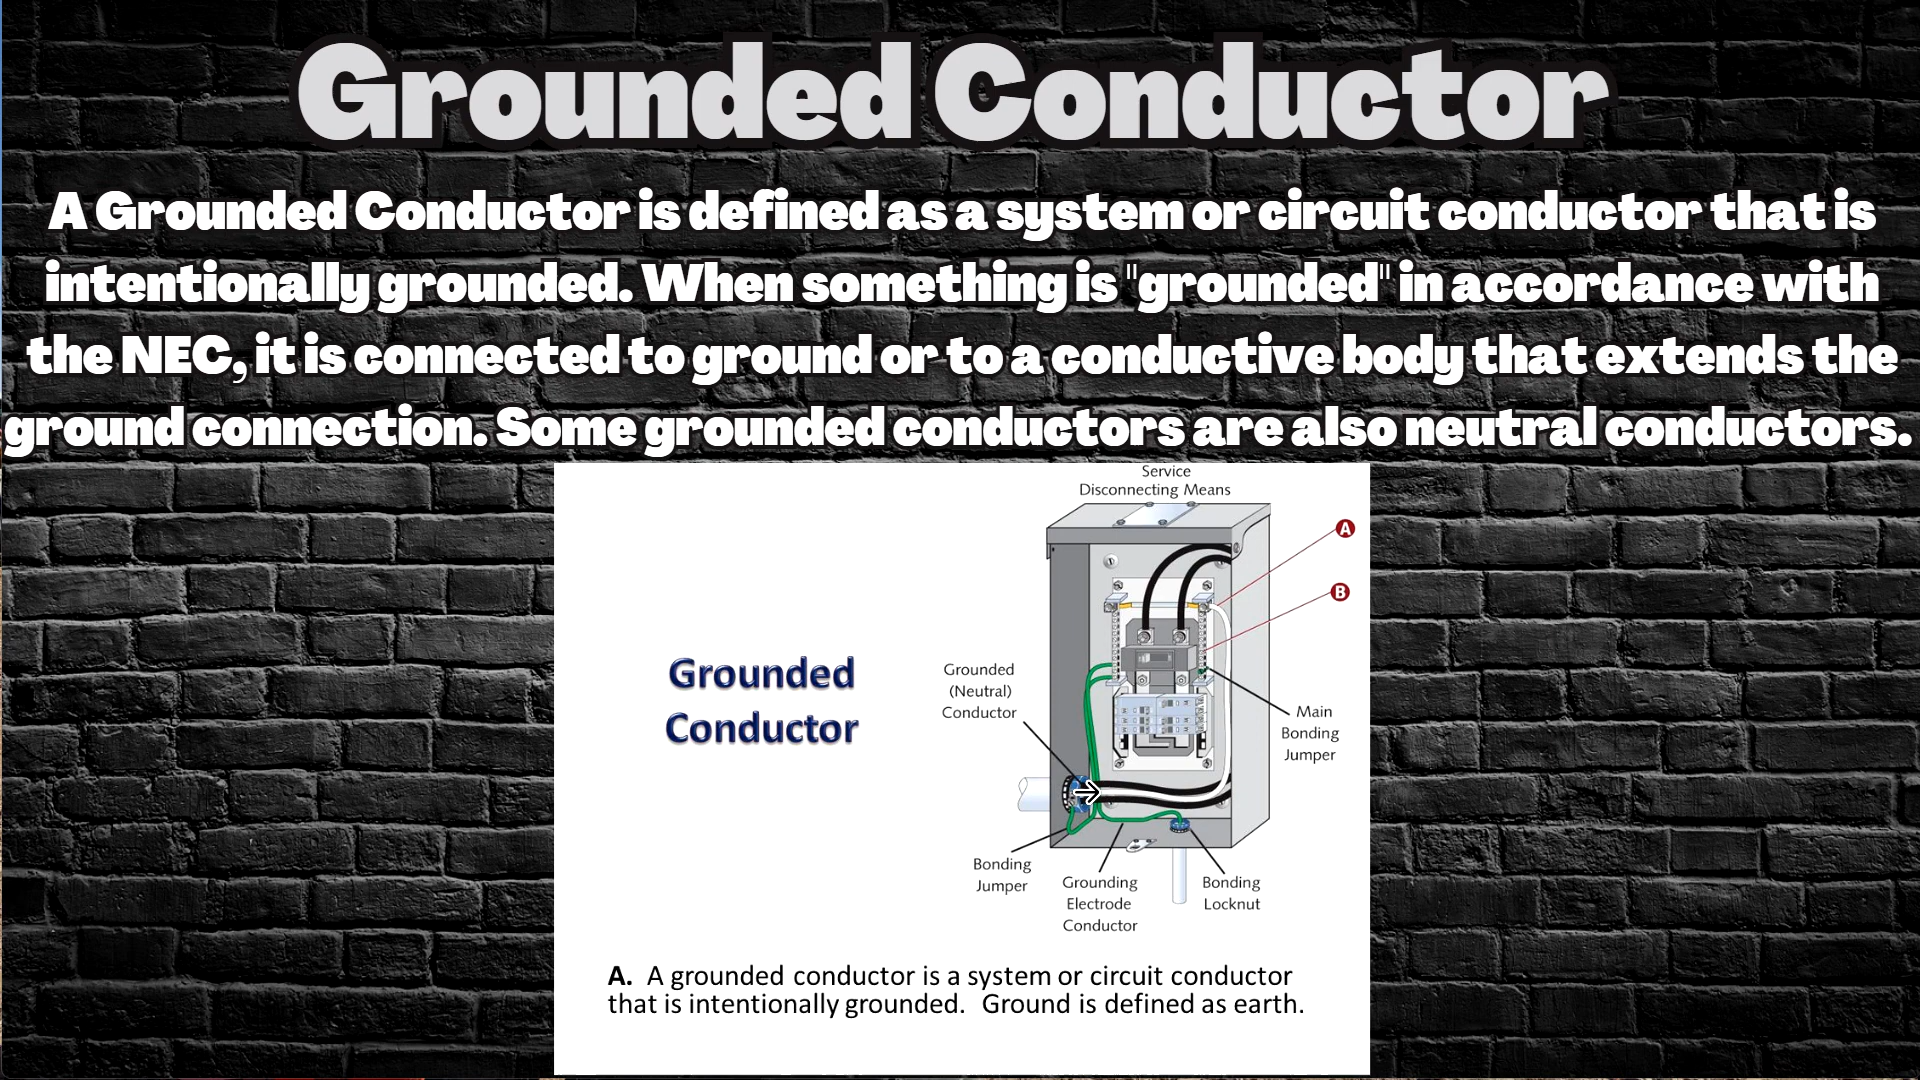 Grounded Conductor
A Grounded Conductor is defined as a system or circuit conductor that is
intentionally grounded. When something is "grounded" in accordance with
the NEC, it is connected to ground or to a conductive body that extends the
ground connection. Some grounded conductors are also neutral conductors.
Service
Disconnecting Means
A
B
Grounded
Conductor
Grounded
(Neutral)
Conductor
Main
Bonding
Jumper
Bonding
Jumper
Grounding
Electrode
Conductor
Bonding
Locknut
A. A grounded conductor is a system or circuit conductor
that is intentionally grounded. Ground is defined as earth.